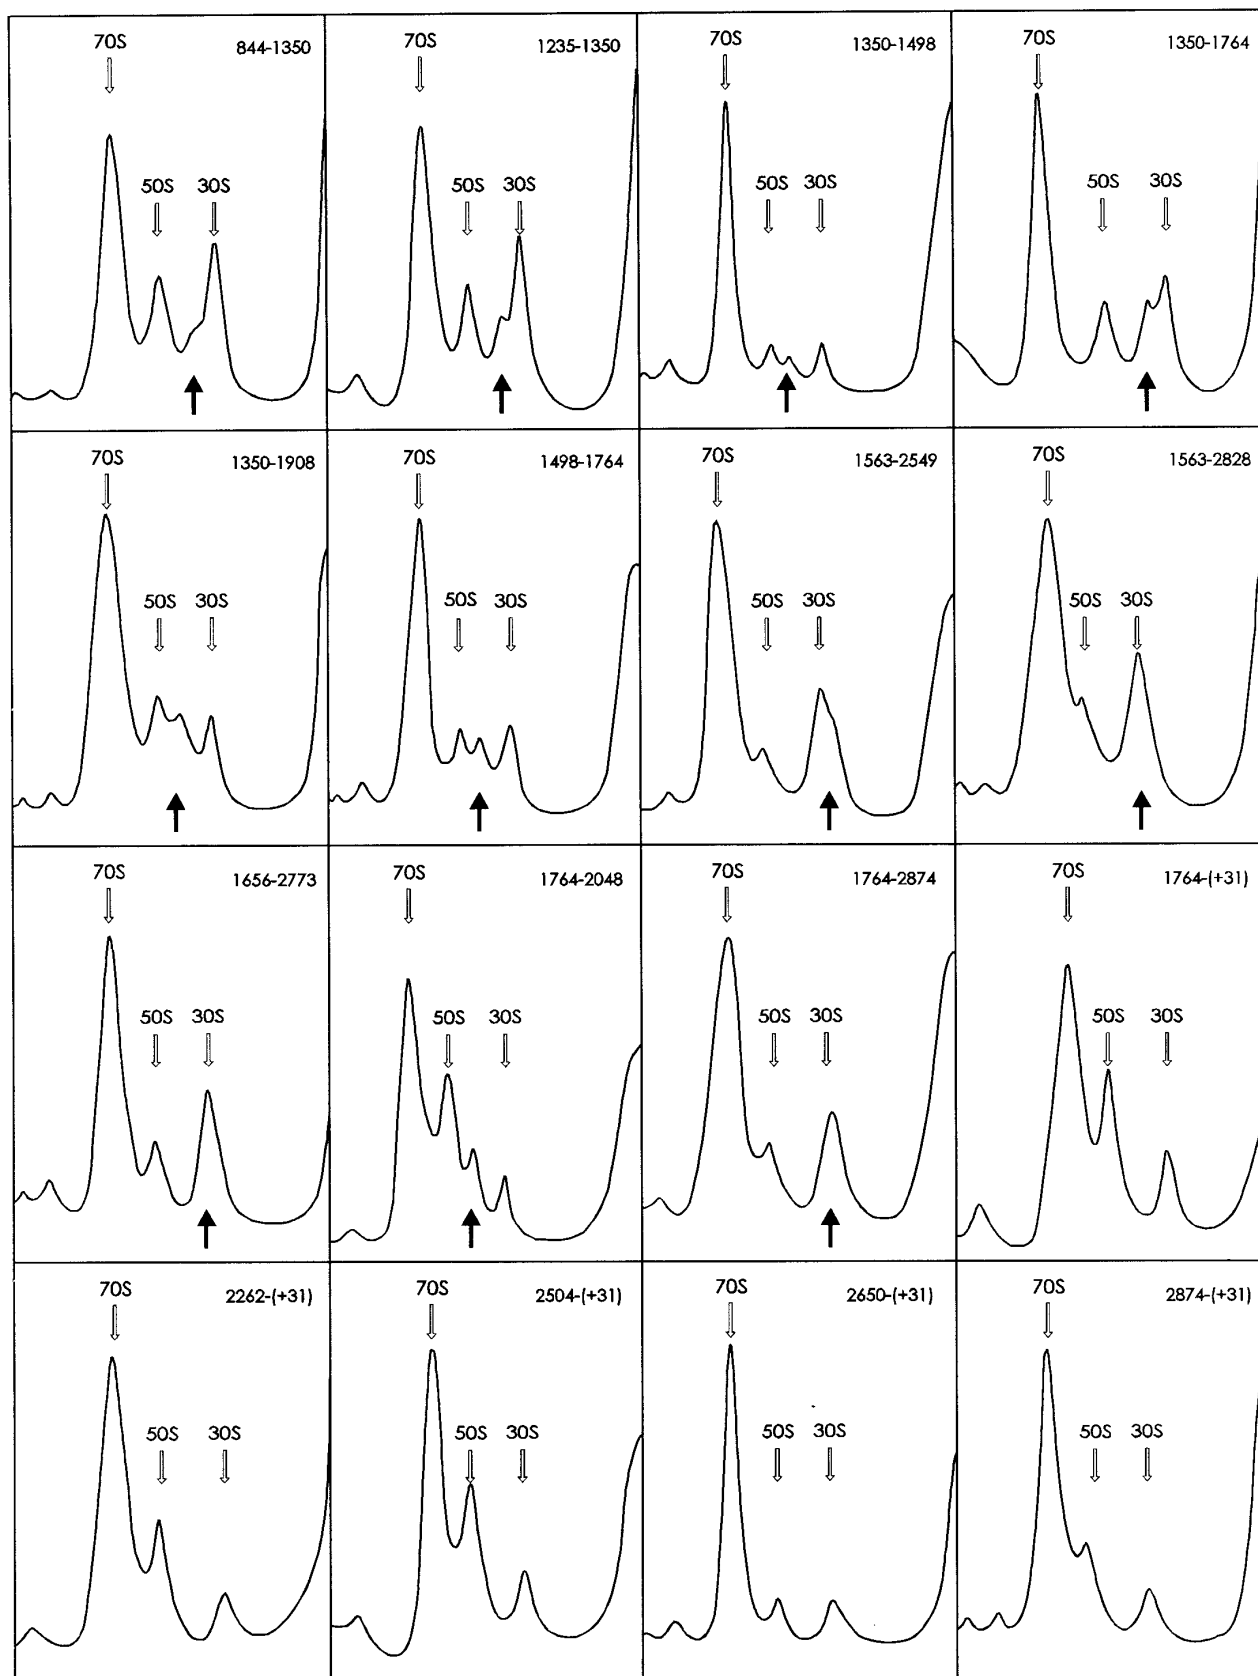 70S 844-1350
50S 30S
70S 1235-1350
50S 30S
70S 1350-1498
50S 30S
70S 1350-1764
50S 30S
70S 1350-1908
50S 30S
70S 1498-1764
50S 30S
70S 1563-2549
50S 30S
70S 1563-2828
50S 30S
70S 1656-2773
50S 30S
70S 1764-2048
50S 30S
70S 1764-2874
50S 30S
70S 1764-(+31)
50S 30S
70S 2262-(+31)
50S 30S
70S 2504-(+31)
50S 30S
70S 2650-(+31)
50S 30S
70S 2874-(+31)
50S 30S